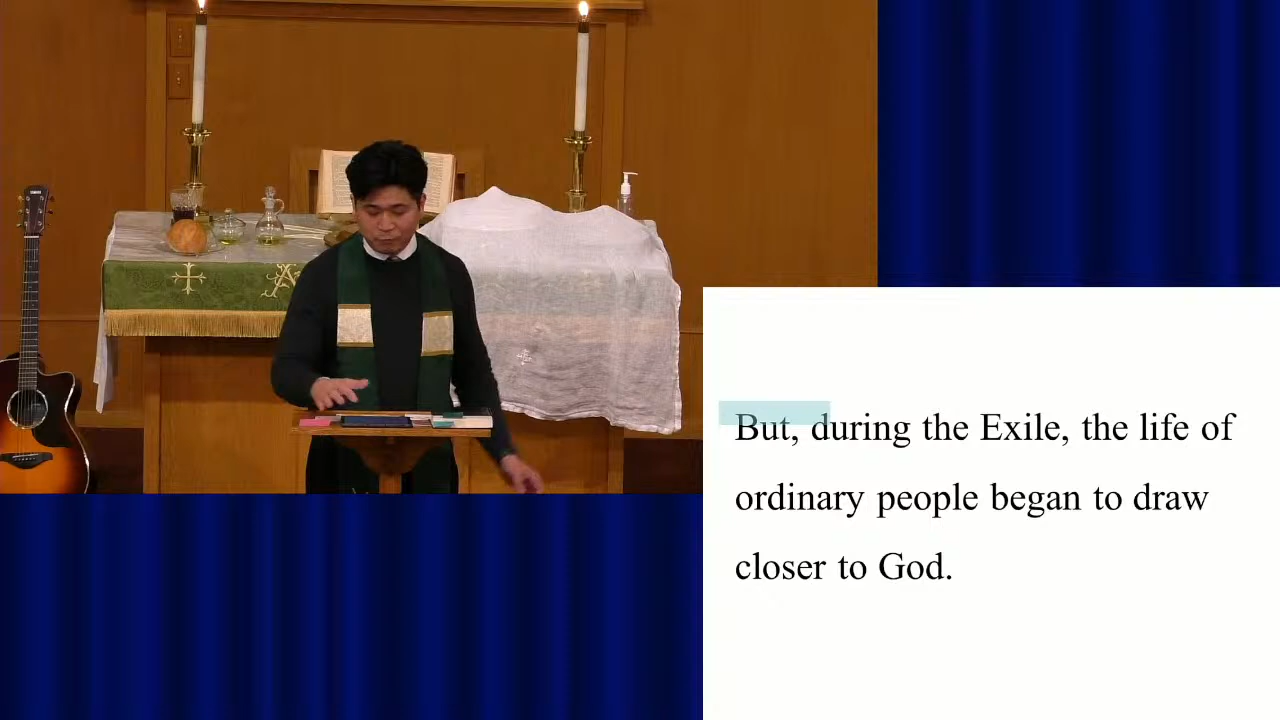 But, during the Exile, the life of
ordinary people began to draw
closer to God.